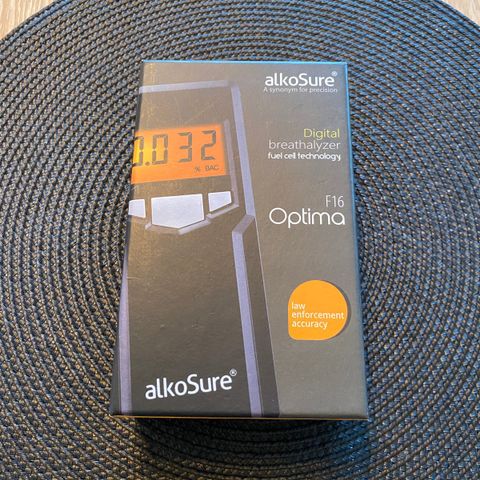 alkoSure®
A synonym for precision
Digital
breathalyzer
fuel cell technology
0.032
% BAC
F16
Optima
law
enforcement
accuracy
alkoSure®